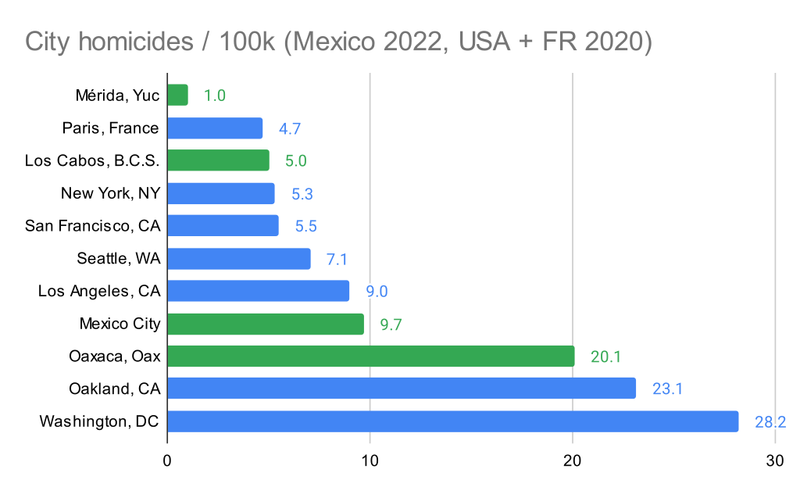 City homicides / 100k (Mexico 2022, USA + FR 2020)
Mérida, Yuc 1.0
Paris, France 4.7
Los Cabos, B.C.S. 5.0
New York, NY 5.3
San Francisco, CA 5.5
Seattle, WA 7.1
Los Angeles, CA 9.0
Mexico City 9.7
Oaxaca, Oax 20.1
Oakland, CA 23.1
Washington, DC 28.2
0 10 20 30